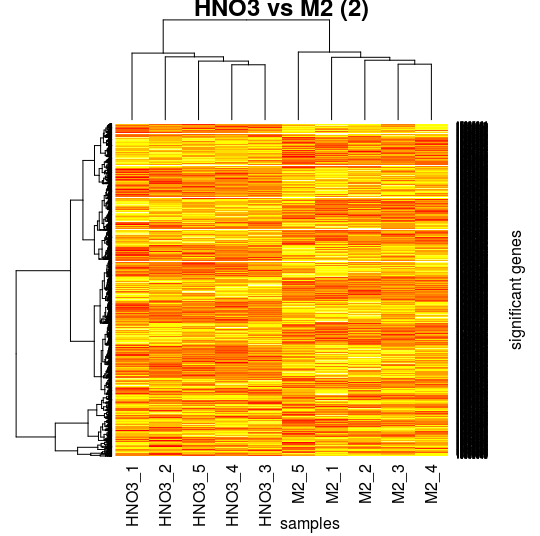 HNO3 vs M2 (2)
significant genes
HNO3_1
HNO3_2
HNO3_5
HNO3_4
HNO3_3
M2_5
M2_1
M2_2
M2_3
M2_4
samples